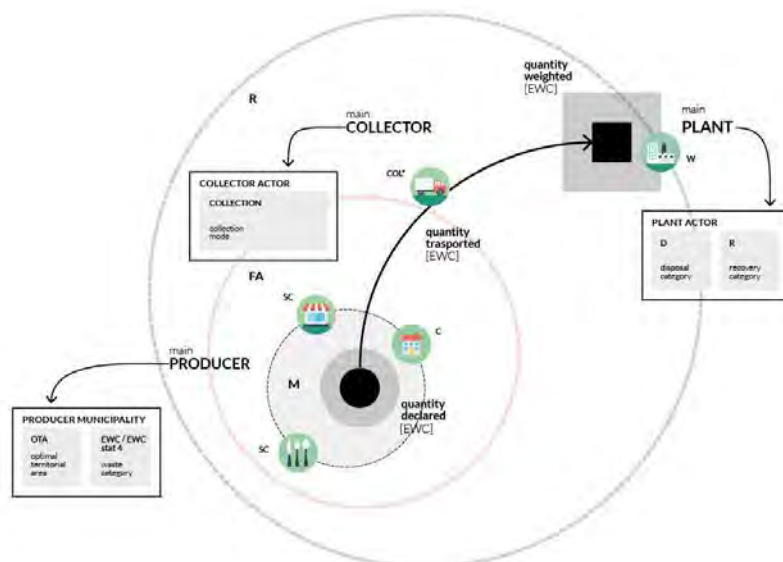 quantity
weighted
[EWC]
R
main
COLLECTOR
main
PLANT
W
COLLECTOR ACTOR
COLLECTION
collection
mode
COL*
PLANT ACTOR
D
disposal
category
R
recovery
category
quantity
trasported
[EWC]
FA
SC
C
main
PRODUCER
M
quantity
declared
[EWC]
PRODUCER MUNICIPALITY
OTA
optimal
territorial
area
EWC / EWC
stat 4
waste
category
SC